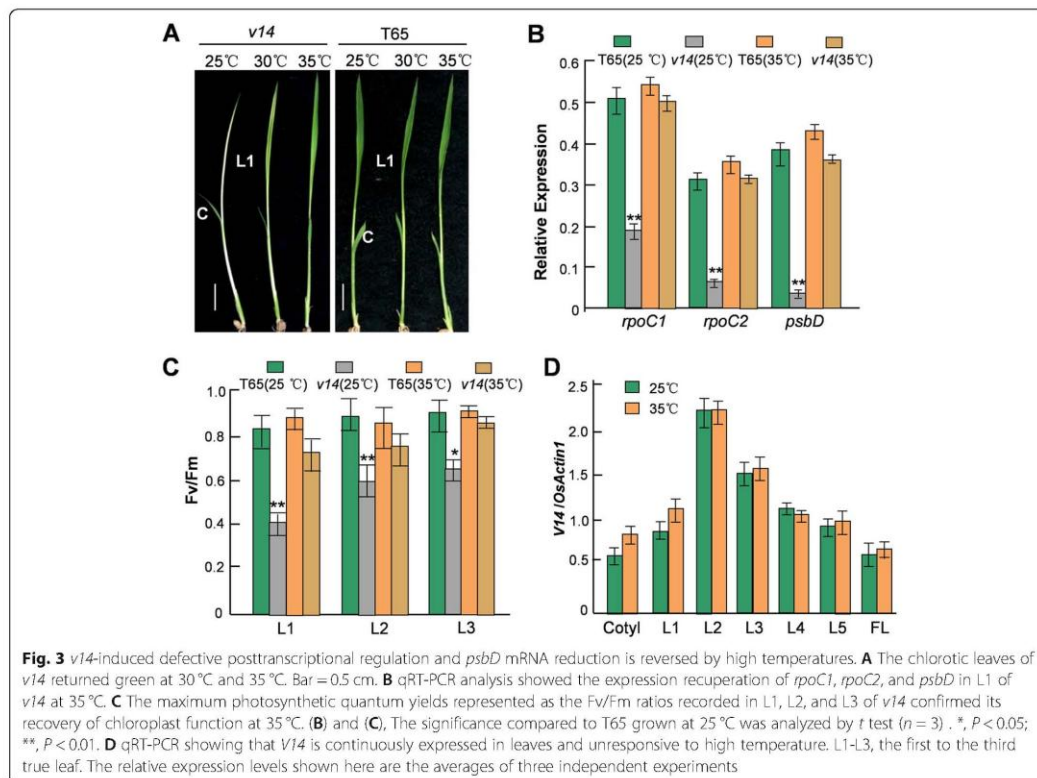 A
v14
T65
25℃ 30℃ 35℃
25℃ 30℃ 35℃
L1
L1
C
C
B
T65(25 ℃) v14(25℃) T65(35℃) v14(35℃)
Relative Expression
0.6
0.5
0.4
0.3
0.2
0.1
0
**
**
**
rpoC1 rpoC2 psbD
C
T65(25 ℃) v14(25℃) T65(35℃) v14(35℃)
Fv/Fm
1.0
0.8
0.6
0.4
0.2
0
**
**
*
L1 L2 L3
D
25℃
35℃
V14/OsActin1
2.5
2.0
1.5
1.0
0.5
0
Cotyl L1 L2 L3 L4 L5 FL
Fig. 3 v14-induced defective posttranscriptional regulation and psbD mRNA reduction is reversed by high temperatures. A The chlorotic leaves of
v14 returned green at 30 °C and 35 °C. Bar = 0.5 cm. B qRT-PCR analysis showed the expression recuperation of rpoC1, rpoC2, and psbD in L1 of
v14 at 35 °C. C The maximum photosynthetic quantum yields represented as the Fv/Fm ratios recorded in L1, L2, and L3 of v14 confirmed its
recovery of chloroplast function at 35 °C. (B) and (C), The significance compared to T65 grown at 25 °C was analyzed by t test (n = 3) . *, P < 0.05;
**, P < 0.01. D qRT-PCR showing that V14 is continuously expressed in leaves and unresponsive to high temperature. L1-L3, the first to the third
true leaf. The relative expression levels shown here are the averages of three independent experiments